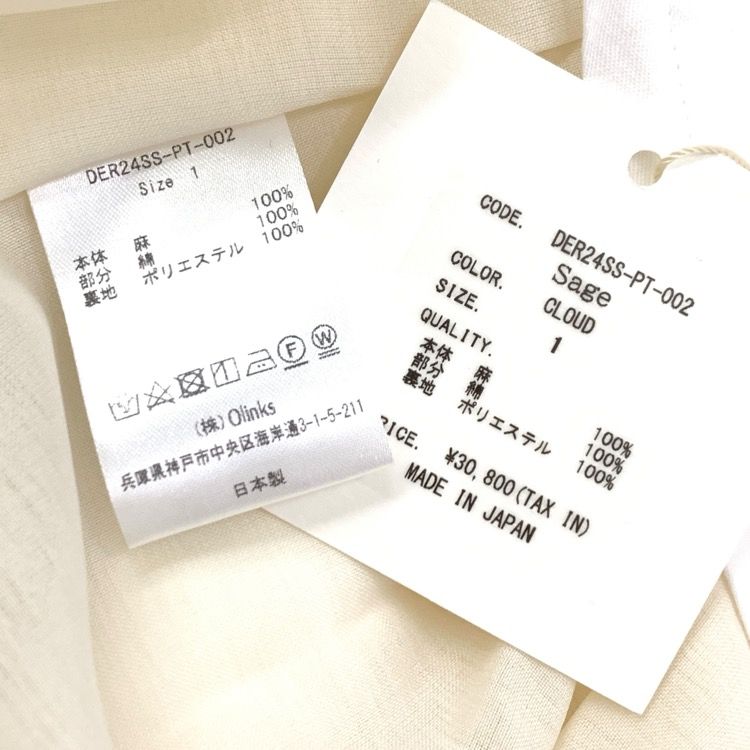 DER24SS-PT-002
Size 1
本体 麻 100%
部分 綿 100%
裏地 ポリエステル 100%
F W
(株) Olinks
兵庫県神戸市中央区海岸通3-1-5-211
日本製
CODE. DER24SS-PT-002
Sage
COLOR. CLOUD
SIZE. 1
QUALITY.
本体 麻 100%
部分 綿 100%
裏地 ポリエステル 100%
RICE. ¥30,800(TAX IN)
MADE IN JAPAN